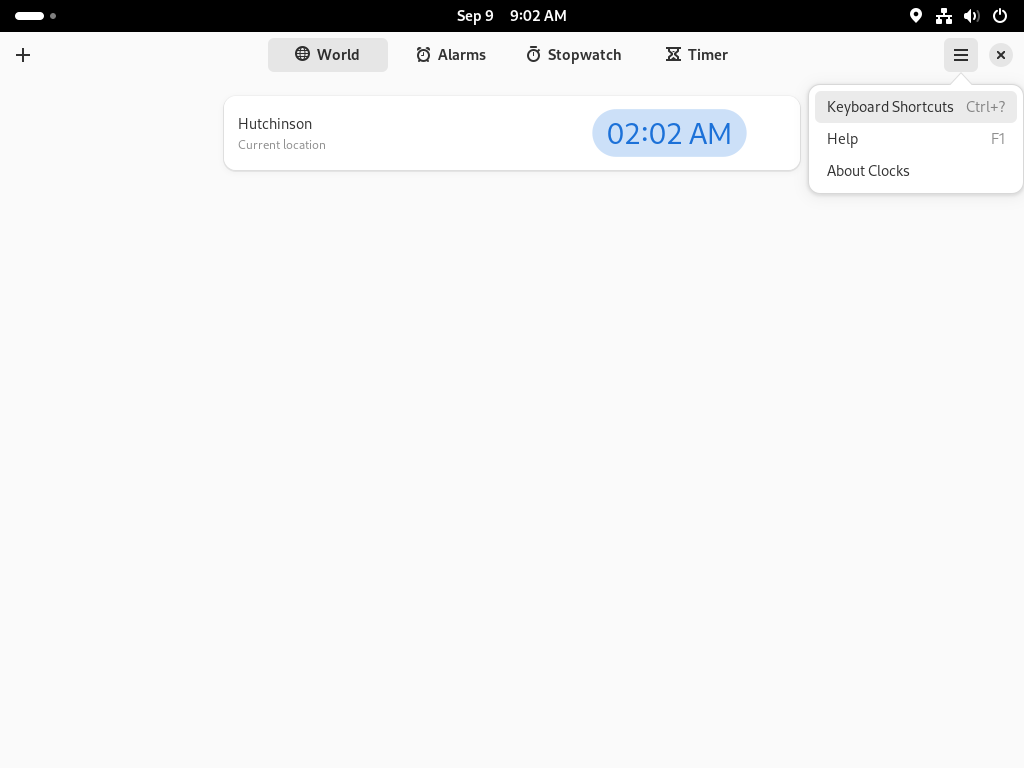 Sep 9 9:02 AM
World Alarms Stopwatch Timer
Hutchinson
Current location
02:02 AM
Keyboard Shortcuts Ctrl+?
Help F1
About Clocks